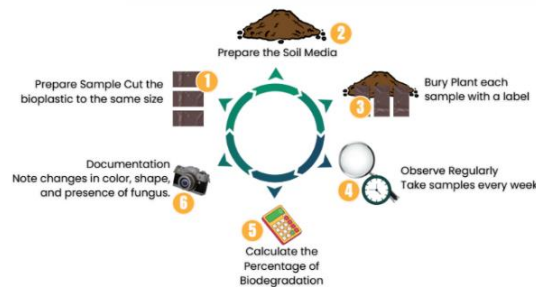 1
Prepare Sample Cut the
bioplastic to the same size
2
Prepare the Soil Media
3
Bury Plant each
sample with a label
4
Observe Regularly
Take samples every week
5
Calculate the
Percentage of
Biodegradation
6
Documentation
Note changes in color, shape,
and presence of fungus.